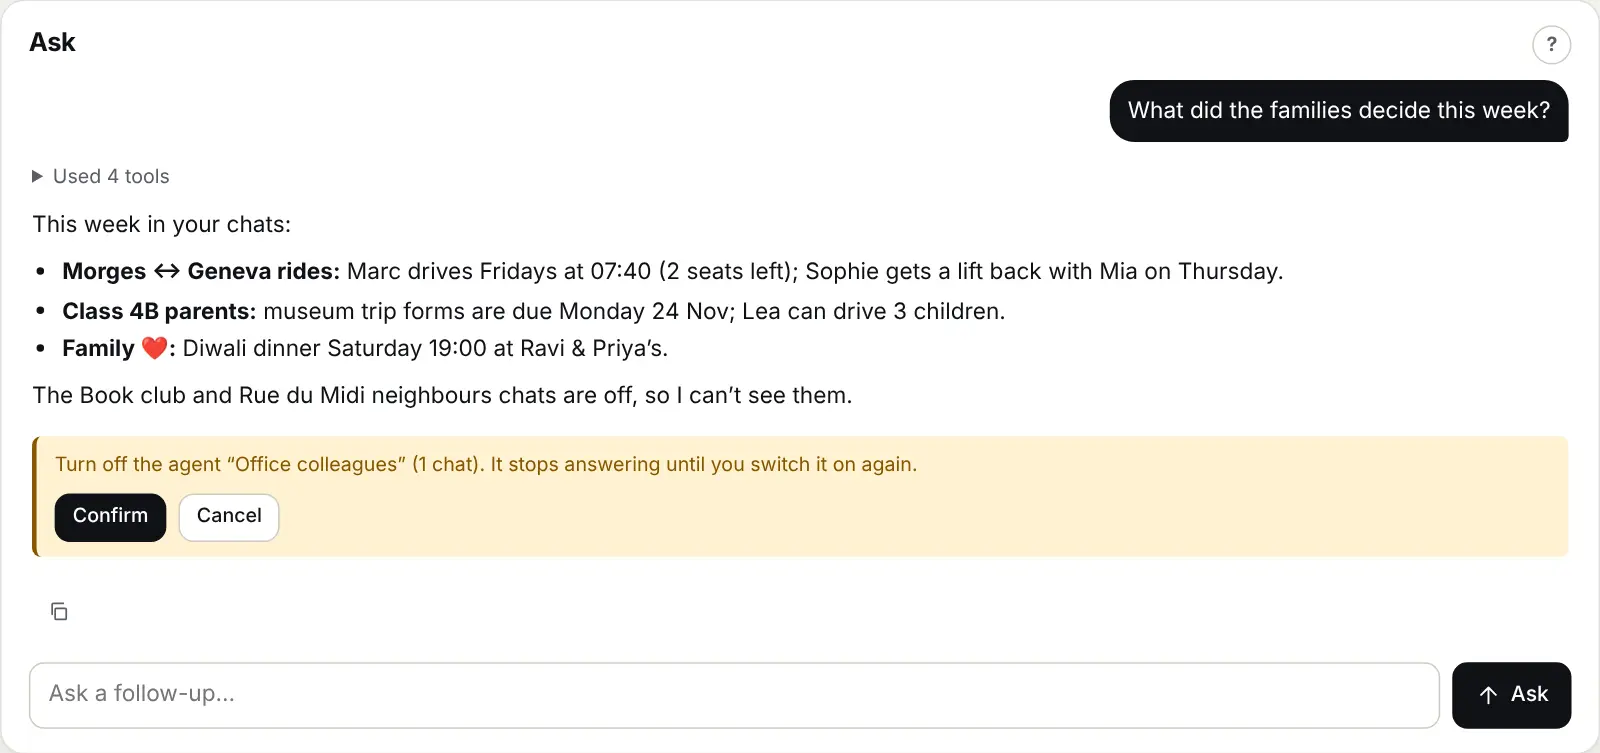 Ask
?
What did the families decide this week?
▶ Used 4 tools
This week in your chats:
• Morges ↔ Geneva rides: Marc drives Fridays at 07:40 (2 seats left); Sophie gets a lift back with Mia on Thursday.
• Class 4B parents: museum trip forms are due Monday 24 Nov; Lea can drive 3 children.
• Family ❤️: Diwali dinner Saturday 19:00 at Ravi & Priya’s.
The Book club and Rue du Midi neighbours chats are off, so I can’t see them.
Turn off the agent “Office colleagues” (1 chat). It stops answering until you switch it on again.
Confirm Cancel
Ask a follow-up...
↑ Ask